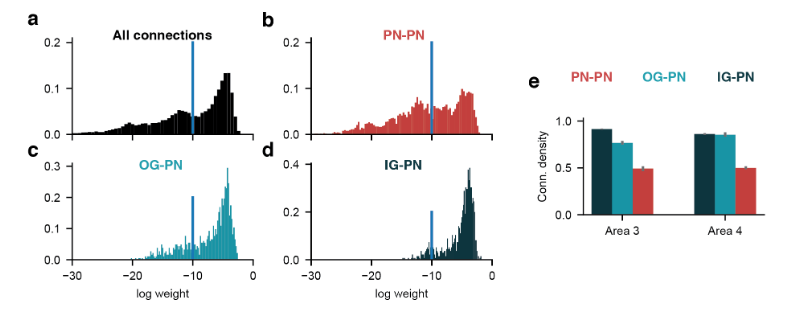 a
All connections
0.2
0.1
0.0
b
PN-PN
0.2
0.1
0.0
c
OG-PN
0.3
0.2
0.1
0.0
−30
−20
−10
0
log weight
d
IG-PN
0.4
0.2
0.0
−30
−20
−10
0
log weight
e
PN-PN OG-PN IG-PN
Conn. density
1.0
0.5
0.0
Area 3
Area 4